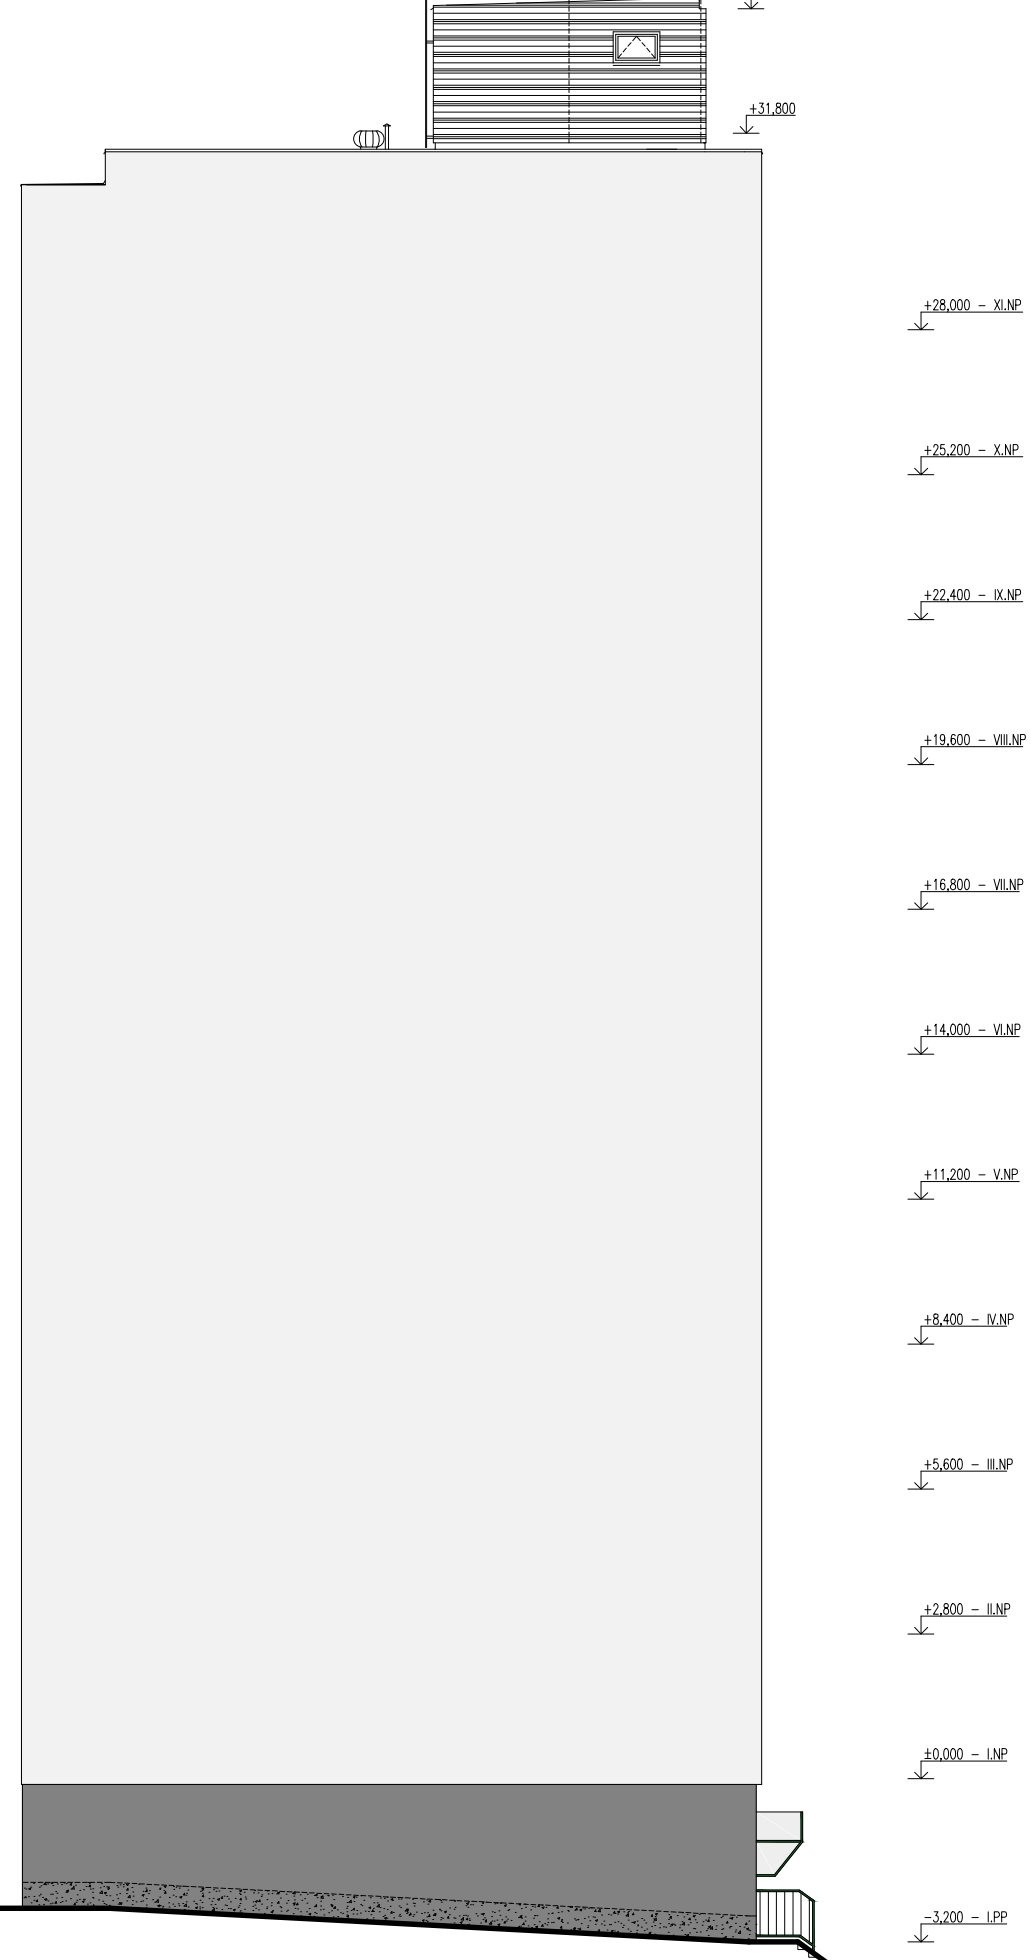 +31,800
+28,000 - XI.NP
+25,200 - X.NP
+22,400 - IX.NP
+19,600 - VIII.NP
+16,800 - VII.NP
+14,000 - VI.NP
+11,200 - V.NP
+8,400 - IV.NP
+5,600 - III.NP
+2,800 - II.NP
±0,000 - I.NP
-3,200 - I.PP